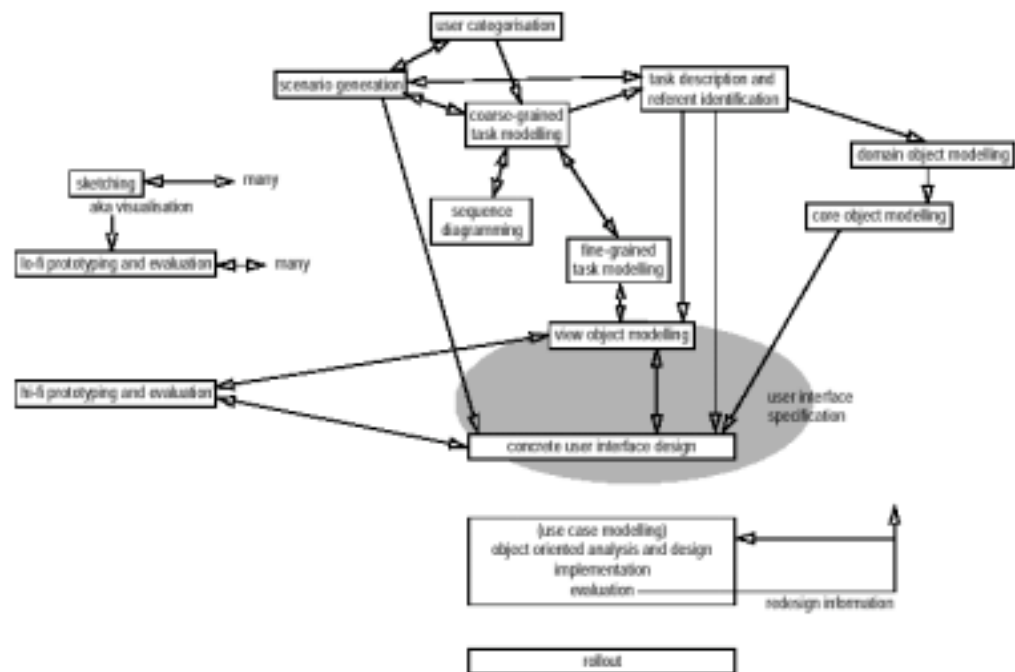 user categorisation
scenario generation
task description and
referent identification
coarse-grained
task modelling
domain object modelling
sketching
many
aka visualisation
sequence
diagramming
core object modelling
fine-grained
task modelling
lo-fi prototyping and evaluation
many
view object modelling
hi-fi prototyping and evaluation
user interface
specification
concrete user interface design
(use case modelling)
object oriented analysis and design
implementation
evaluation
redesign information
rollout